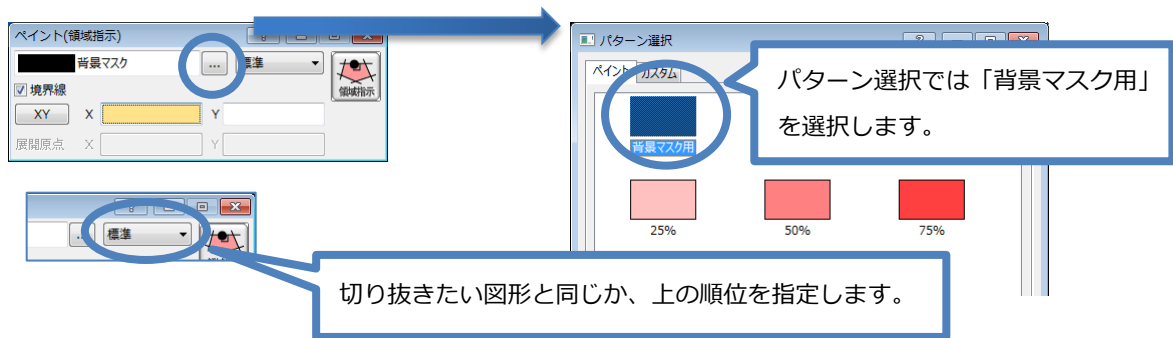 ペイント(領域指示)
背景マスク
...
標準
領域指示
境界線
XY X Y
展開原点 X Y
パターン選択
ペイント カスタム
背景マスク用
25% 50% 75%
パターン選択では「背景マスク用」
を選択します。
... 標準
切り抜きたい図形と同じか、上の順位を指定します。